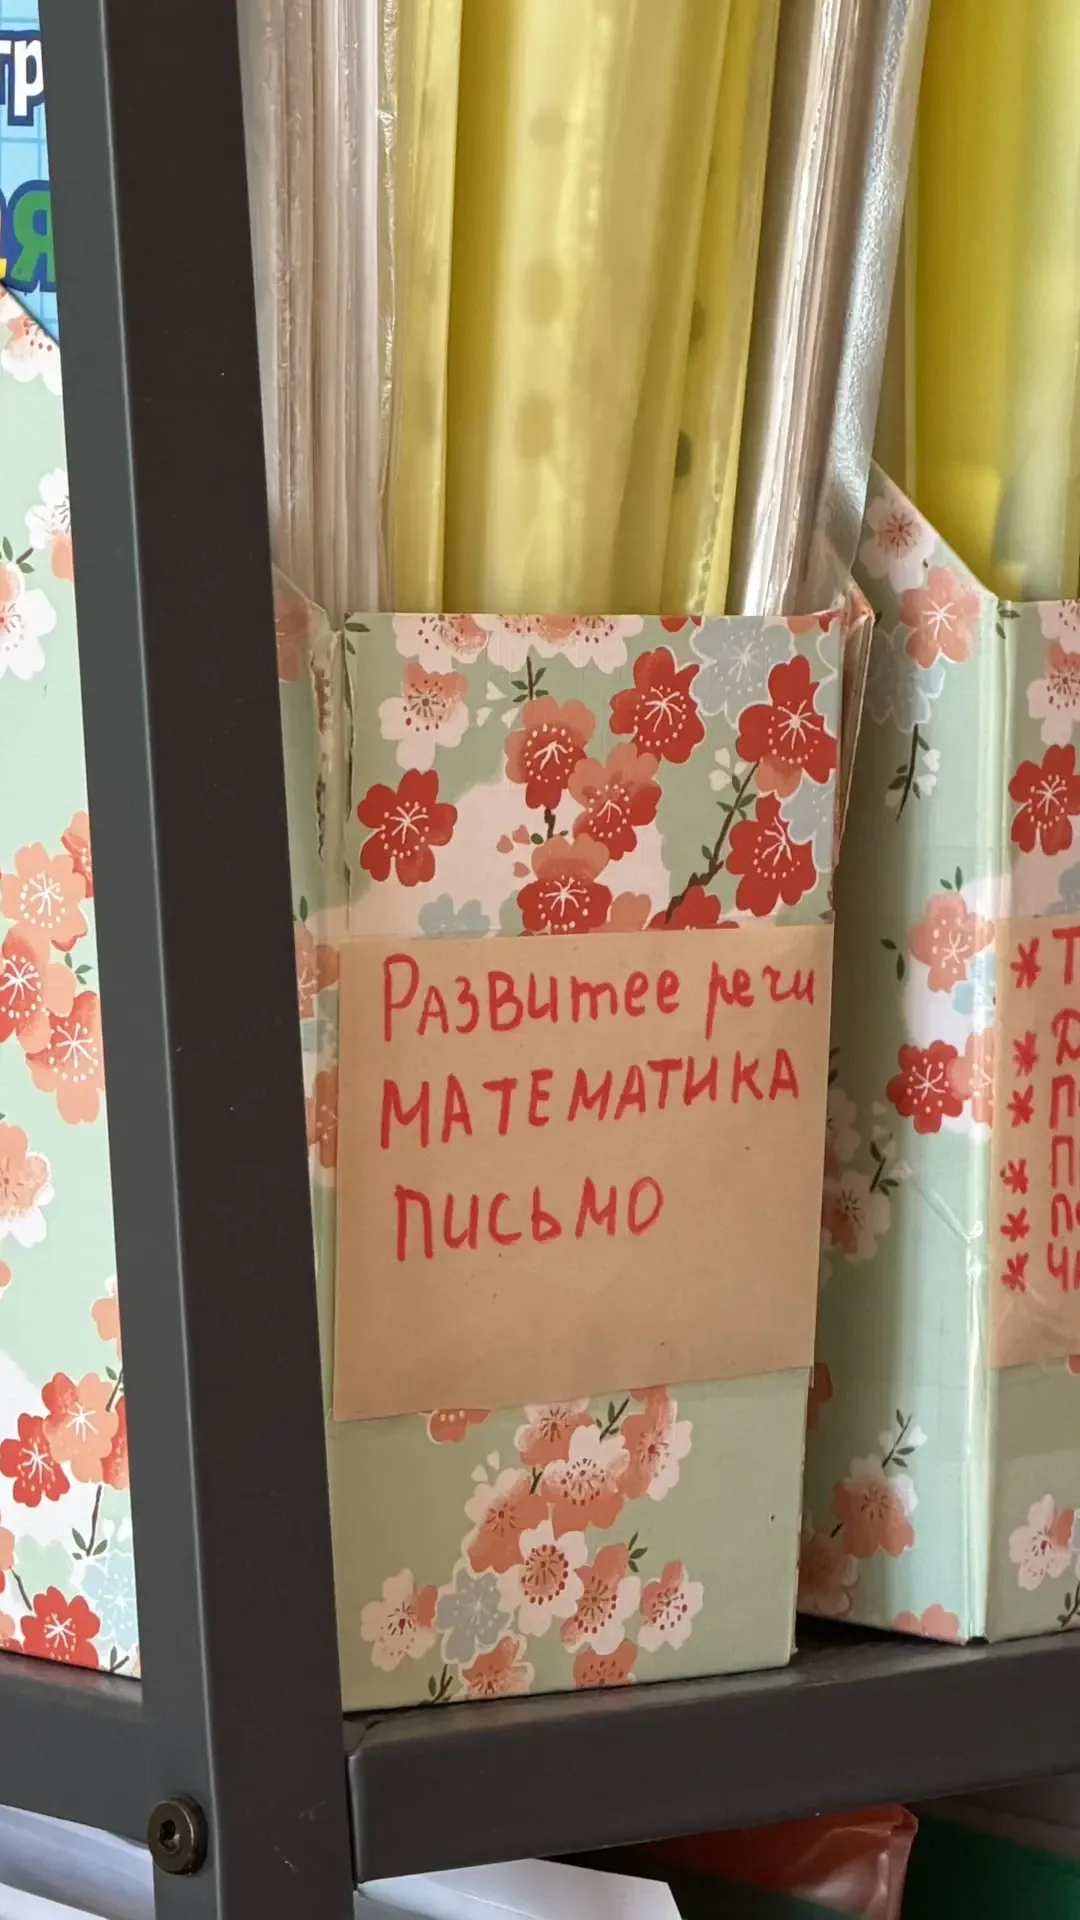 Развитее речи
МАТЕМАТИКА
ПИСЬМО